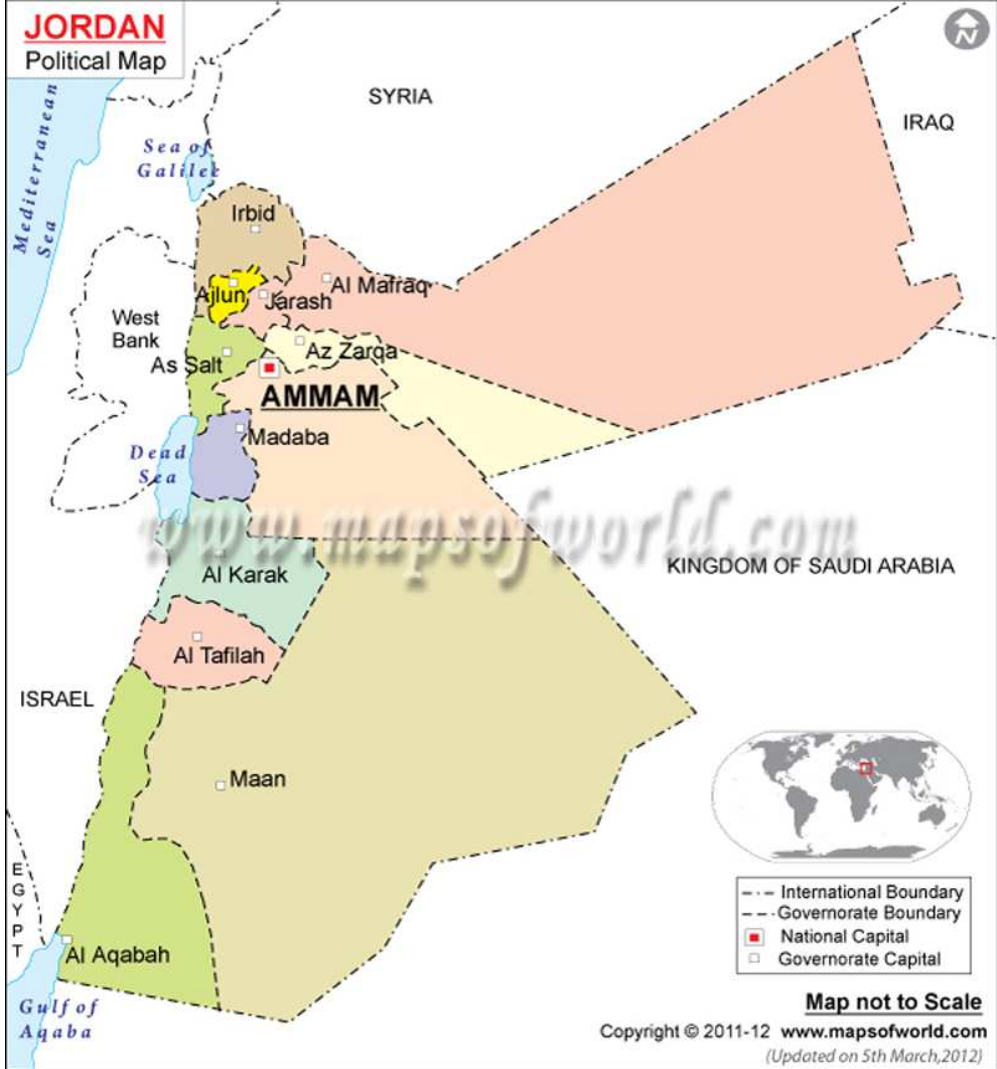 JORDAN
Political Map
N
SYRIA
IRAQ
Mediterranean
Sea
Sea of
Galilee
Irbid
Ajlun
Jarash
Al Mafraq
West
Bank
As Salt
Az Zarqa
AMMAM
Madaba
Dead
Sea
www.mapsofworld.com
Al Karak
KINGDOM OF SAUDI ARABIA
Al Tafilah
ISRAEL
Maan
EGYPT
Al Aqabah
Gulf of
Aqaba
International Boundary
Governorate Boundary
National Capital
Governorate Capital
Map not to Scale
Copyright © 2011-12 www.mapsofworld.com
(Updated on 5th March,2012)